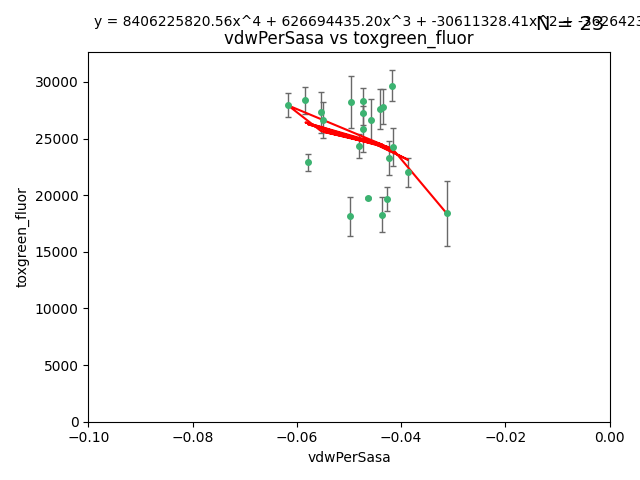 y = 8406225820.56x^4 + 626694435.20x^3 + -30611328.41x^2 +
N = 23
vdwPerSasa vs toxgreen_fluor
30000
25000
20000
15000
10000
5000
0
toxgreen_fluor
−0.10
−0.08
−0.06
−0.04
−0.02
0.00
vdwPerSasa